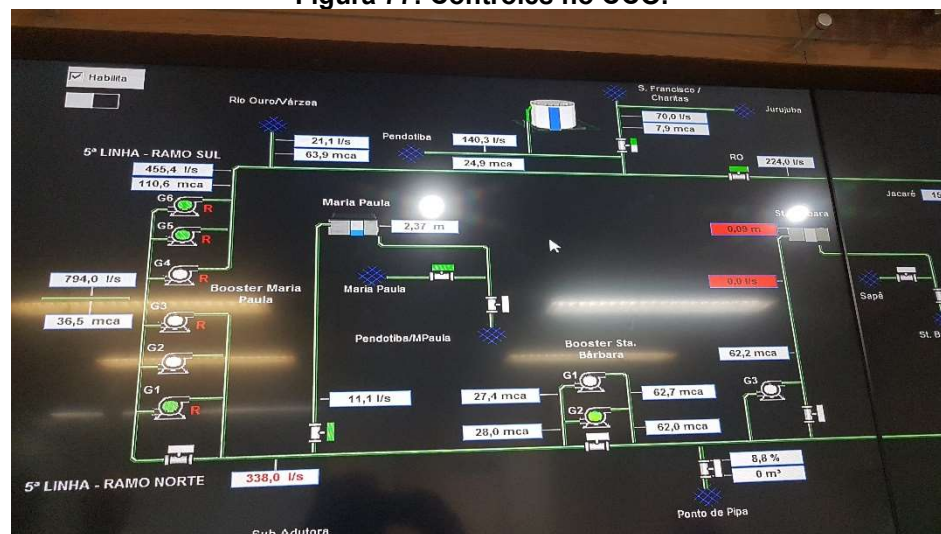 Figura 77: Controles no CCO.
Habilita
Rio Ouro/Várzea
21,1 l/s
63,9 mca
Pendotiba
140,3 l/s
24,9 mca
S. Francisco /
Charitas
70,0 l/s
7,9 mca
Jurujuba
5ª LINHA - RAMO SUL
455,4 l/s
110,6 mca
RO
224,0 l/s
Jacaré
G6
R
G5
R
G4
794,0 l/s
36,5 mca
Booster Maria
Paula
G3
R
G2
G1
R
Maria Paula
2,37 m
Maria Paula
Pendotiba/MPaula
0,09 m
0,0 l/s
Sapê
St. B
62,2 mca
Booster Sta.
Bárbara
G1
27,4 mca
62,7 mca
G2
28,0 mca
62,0 mca
G3
11,1 l/s
5ª LINHA - RAMO NORTE
338,0 l/s
8,8 %
0 m³
Ponto de Pipa
Sub Adutora